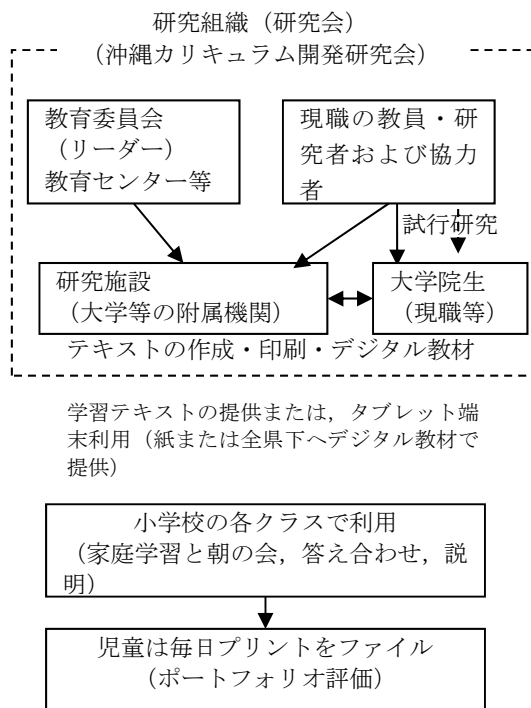 研究組織（研究会）
（沖縄カリキュラム開発研究会）
教育委員会
（リーダー）
教育センター等
現職の教員・研
究者および協力
者
試行研究
研究施設
（大学等の附属機関）
大学院生
（現職等）
テキストの作成・印刷・デジタル教材
学習テキストの提供または，タブレット端
末利用（紙または全県下へデジタル教材で
提供）
小学校の各クラスで利用
（家庭学習と朝の会，答え合わせ，説
明）
児童は毎日プリントをファイル
（ポートフォリオ評価）